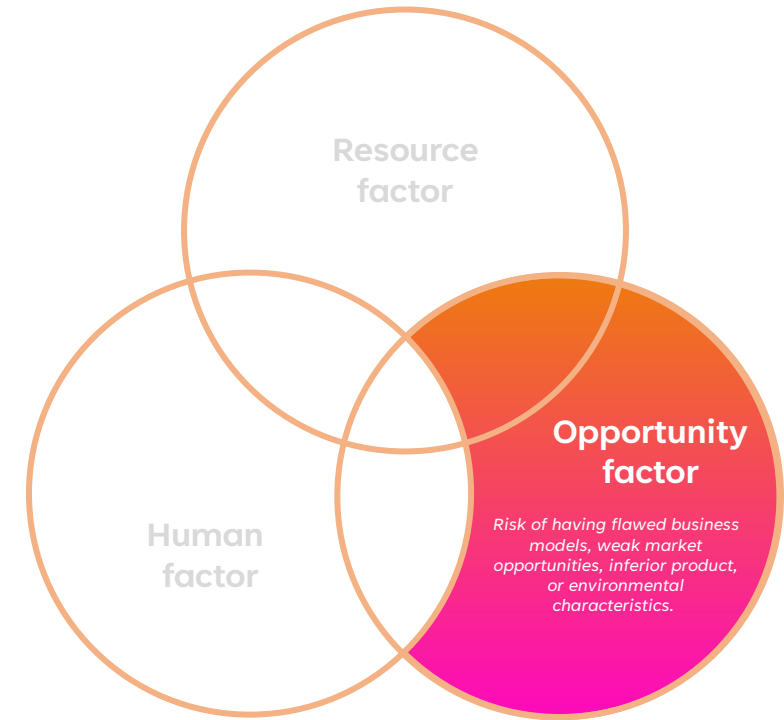 Resource
factor
Opportunity
factor
Risk of having flawed business
models, weak market
opportunities, inferior product,
or environmental
characteristics.
Human
factor